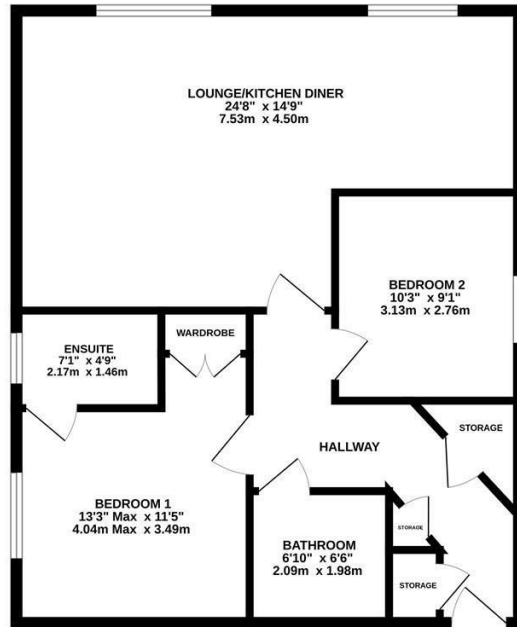 LOUNGE/KITCHEN DINER
24'8" x 14'9"
7.53m x 4.50m
BEDROOM 2
10'3" x 9'1"
3.13m x 2.76m
WARDROBE
ENSUITE
7'1" x 4'9"
2.17m x 1.46m
STORAGE
HALLWAY
BEDROOM 1
13'3" Max x 11'5"
4.04m Max x 3.49m
STORAGE
BATHROOM
6'10" x 6'6"
2.09m x 1.98m
STORAGE